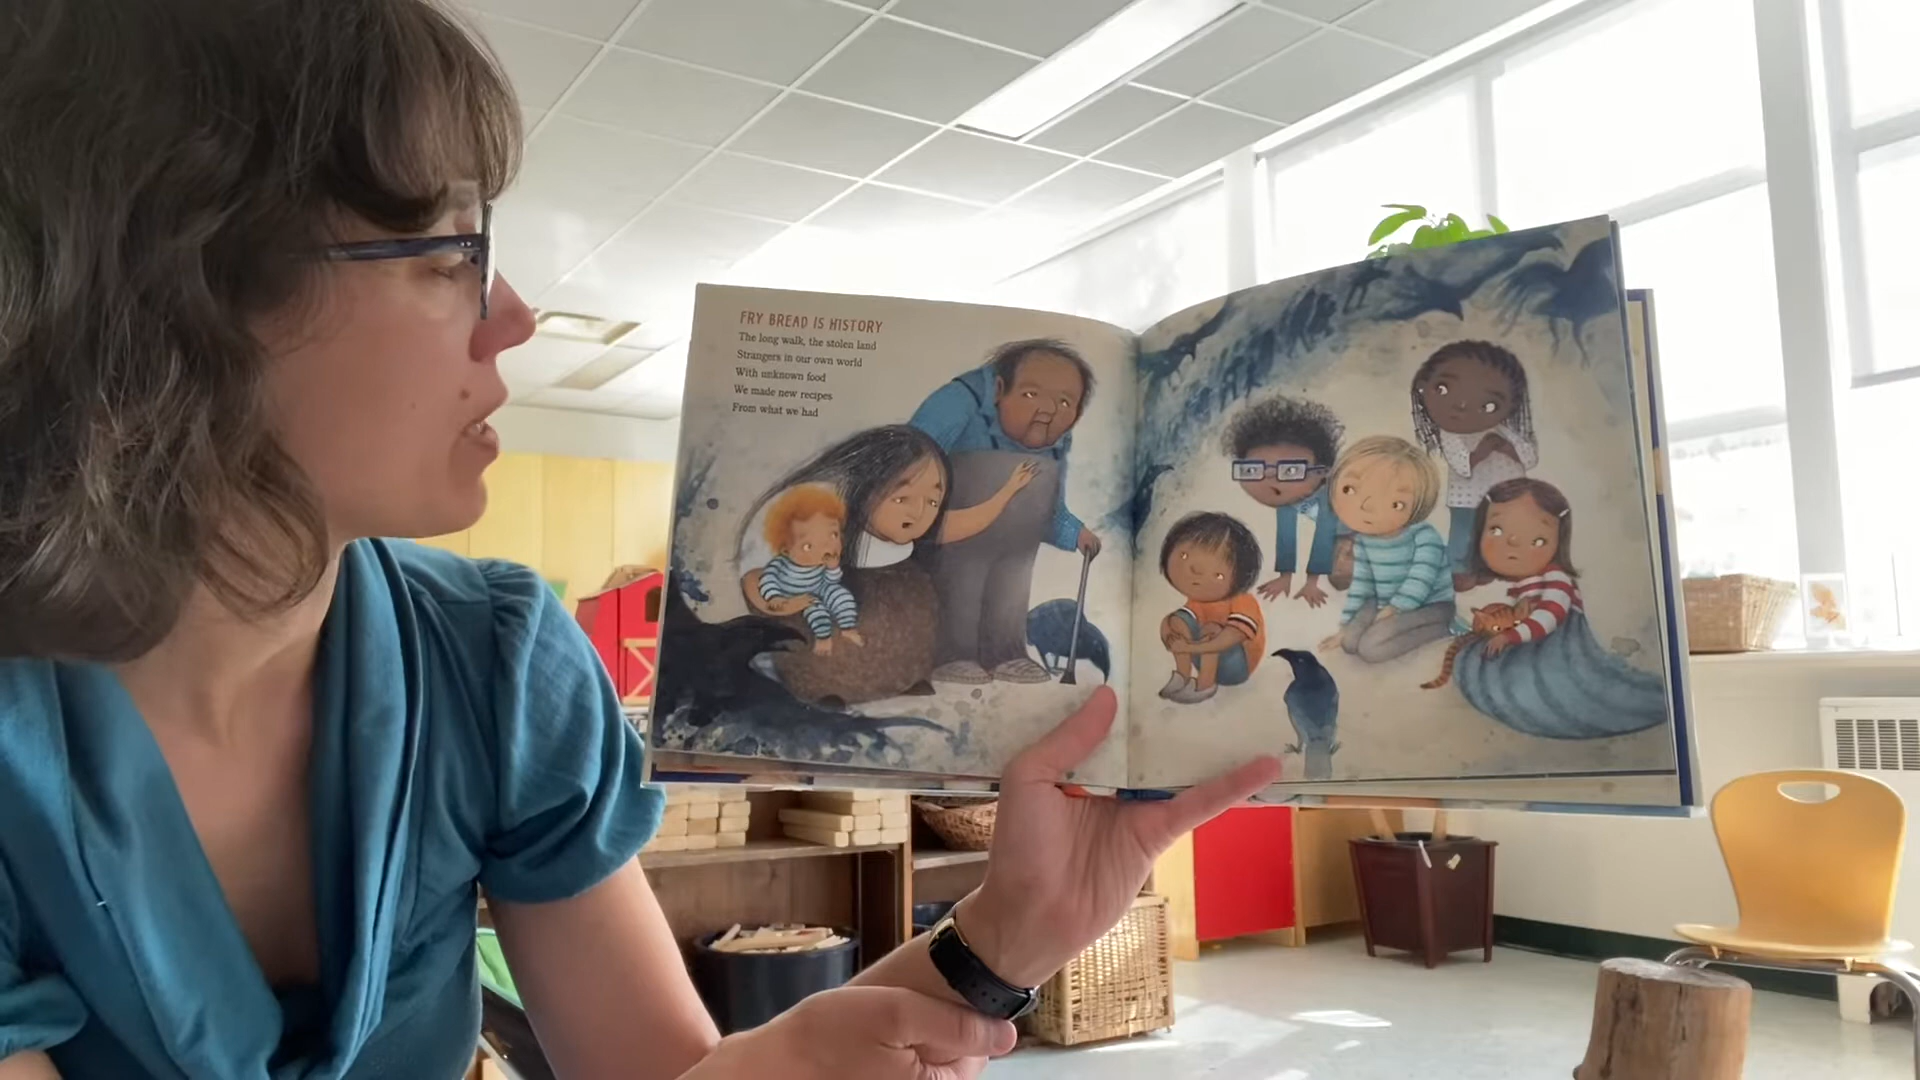 FRY BREAD IS HISTORY
The long walk, the stolen land
Strangers in our own world
With unknown food
We made new recipes
From what we had